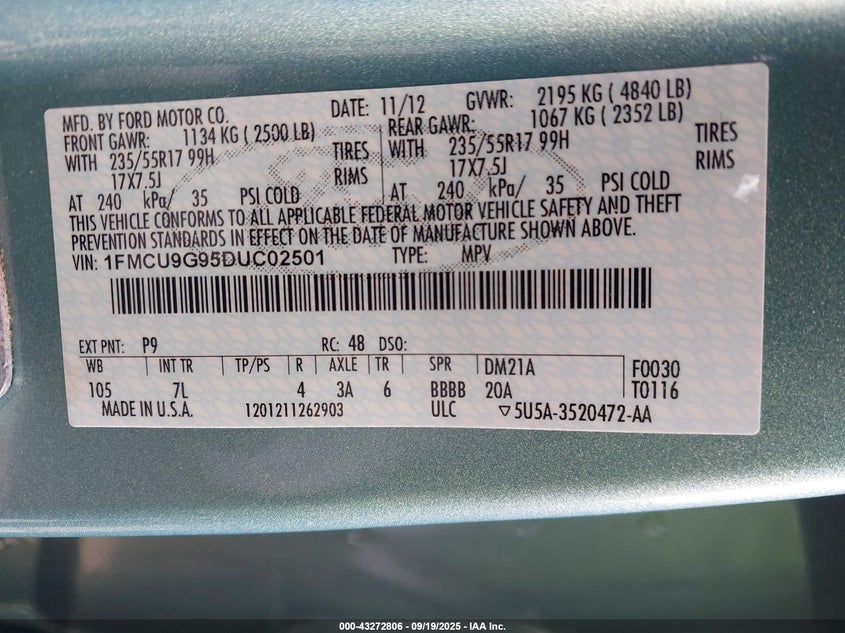 MFD. BY FORD MOTOR CO. DATE: 11/12 GVWR: 2195 KG ( 4840 LB)
FRONT GAWR: 1134 KG ( 2500 LB) REAR GAWR: 1067 KG ( 2352 LB)
WITH 235/55R17 99H TIRES WITH 235/55R17 99H TIRES
17X7.5J RIMS 17X7.5J RIMS
AT 240 kPa/ 35 PSI COLD AT 240 kPa/ 35 PSI COLD
THIS VEHICLE CONFORMS TO ALL APPLICABLE FEDERAL MOTOR VEHICLE SAFETY AND THEFT
PREVENTION STANDARDS IN EFFECT ON THE DATE OF MANUFACTURE SHOWN ABOVE.
VIN: 1FMCU9G95DUC02501 TYPE: MPV
EXT PNT: P9 RC: 48 DSO:
WB INT TR TP/PS R AXLE TR SPR DM21A F0030
105 7L 4 3A 6 BBBB 20A T0116
MADE IN U.S.A. 1201211262903 ULC ▽5U5A-3520472-AA
000-43272806 - 09/19/2025 - IAA Inc.